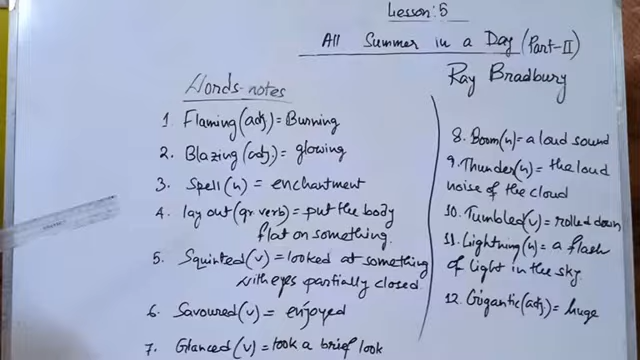 Lesson: 5
All Summer in a Day (Part-II)
Ray Bradbury
Words-notes
1. Flaming (adj.) = Burning
2. Blazing (adj.) = glowing
3. Spell (n) = enchantment
4. lay out (gr. verb) = put the body
flat on something.
5. Squinted (v) = looked at something
with eyes partially closed.
6. Savoured (v) = enjoyed
7. Glanced (v) = took a brief look
8. Boom (n) = a loud sound
9. Thunder (n) = the loud
noise of the cloud
10. Tumbled (v) = rolled down
11. Lightning (n) = a flash
of light in the sky.
12. Gigantic (adj.) = huge